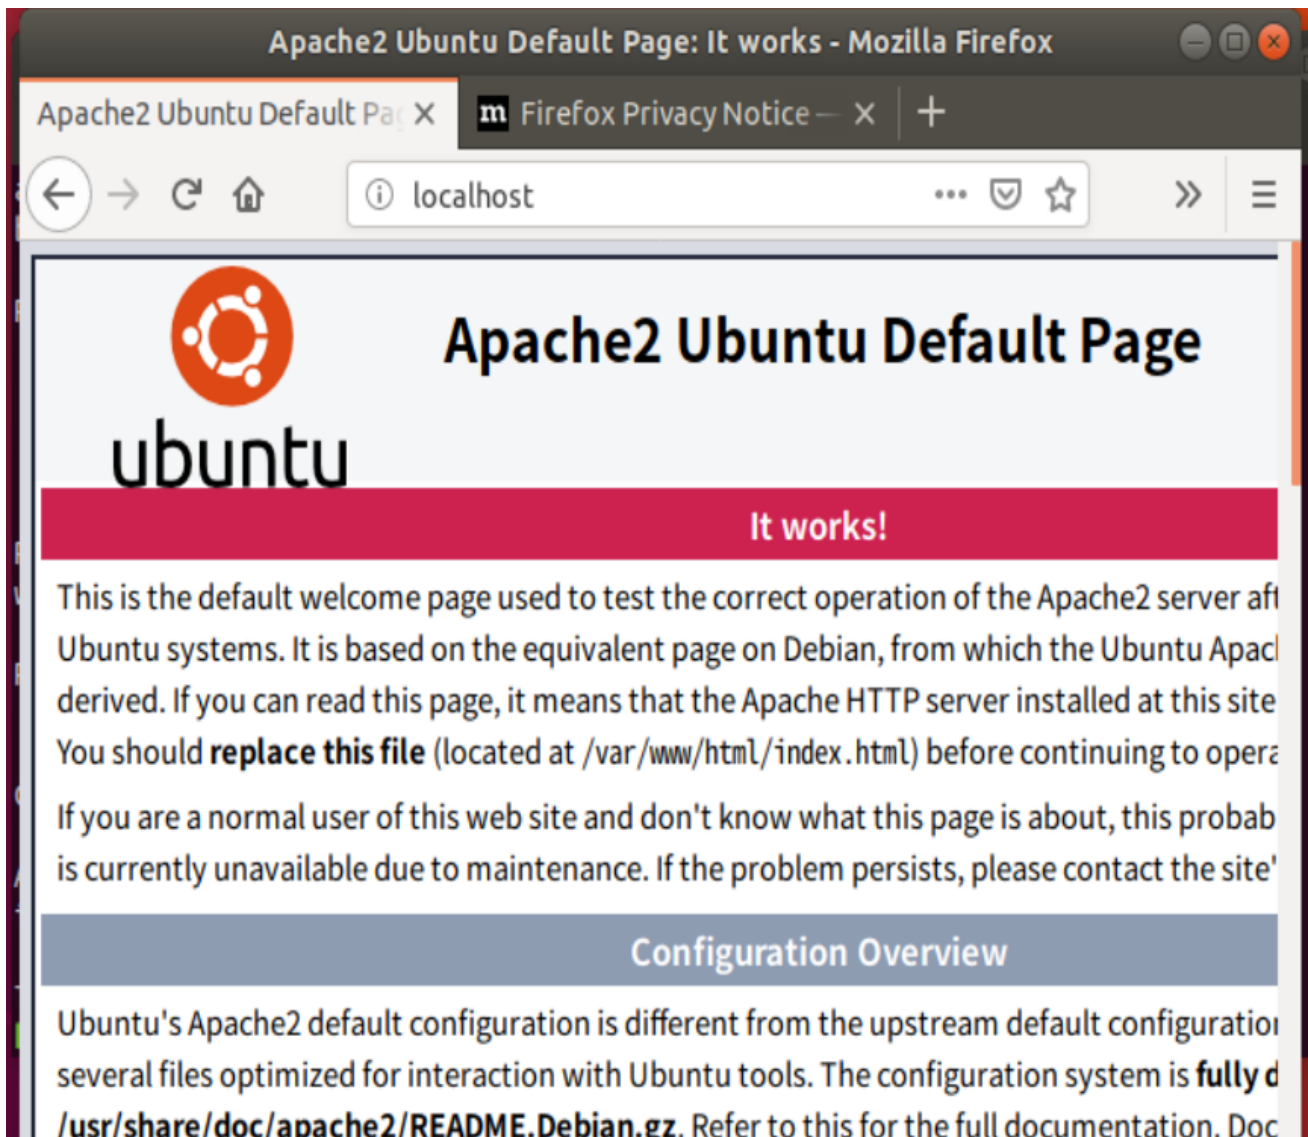 Apache2 Ubuntu Default Page: It works - Mozilla Firefox
Apache2 Ubuntu Default Pag
m Firefox Privacy Notice —
localhost
ubuntu
Apache2 Ubuntu Default Page
It works!
This is the default welcome page used to test the correct operation of the Apache2 server aft
Ubuntu systems. It is based on the equivalent page on Debian, from which the Ubuntu Apac
derived. If you can read this page, it means that the Apache HTTP server installed at this site
You should replace this file (located at /var/www/html/index.html) before continuing to opera
If you are a normal user of this web site and don't know what this page is about, this probab
is currently unavailable due to maintenance. If the problem persists, please contact the site'
Configuration Overview
Ubuntu's Apache2 default configuration is different from the upstream default configuration
several files optimized for interaction with Ubuntu tools. The configuration system is fully d
/usr/share/doc/apache2/README.Debian.gz. Refer to this for the full documentation. Doc